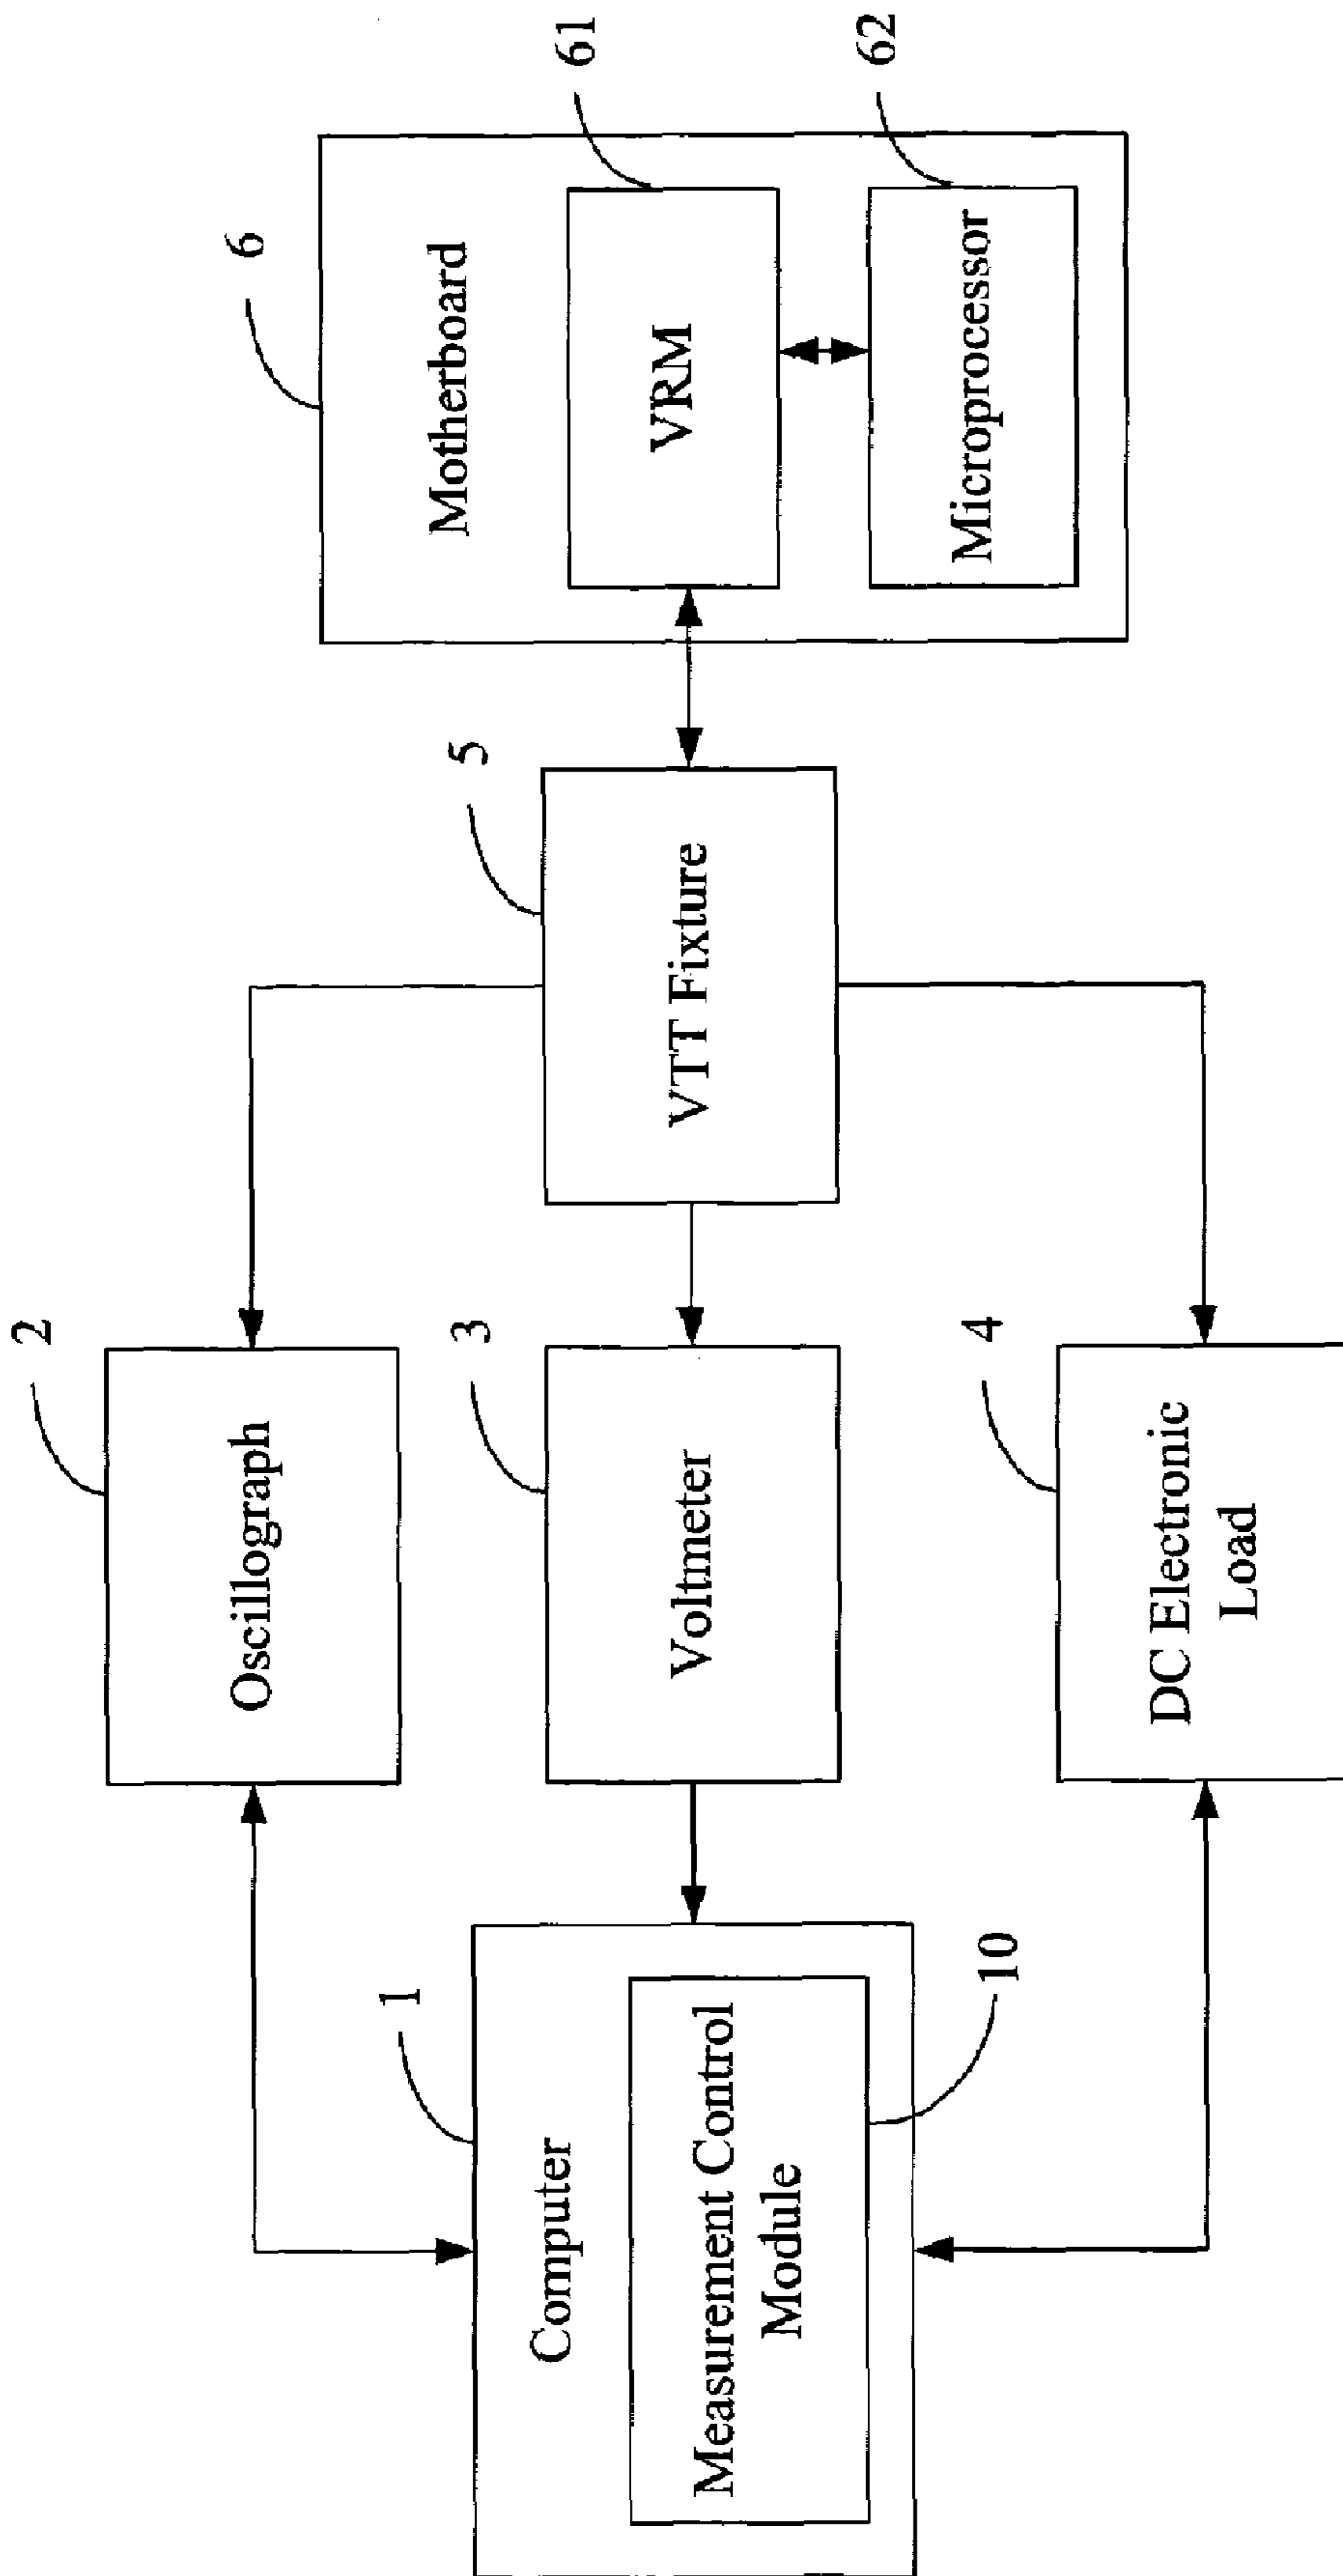 2
Oscillograph
1
Computer
Measurement Control
Module
10
3
Voltmeter
4
DC Electronic
Load
5
VTT Fixture
6
Motherboard
61
VRM
62
Microprocessor